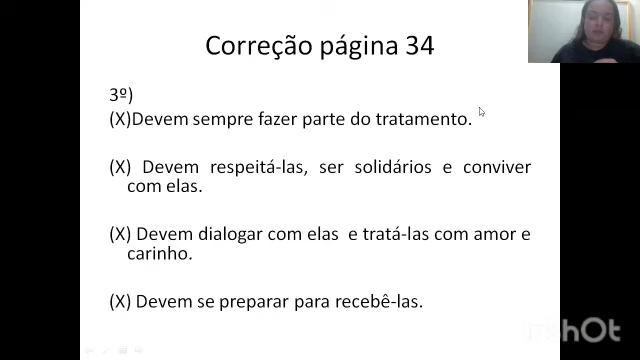 Correção página 34
3º)
(X)Devem sempre fazer parte do tratamento.
(X) Devem respeitá-las, ser solidários e conviver
com elas.
(X) Devem dialogar com elas e tratá-las com amor e
carinho.
(X) Devem se preparar para recebê-las.